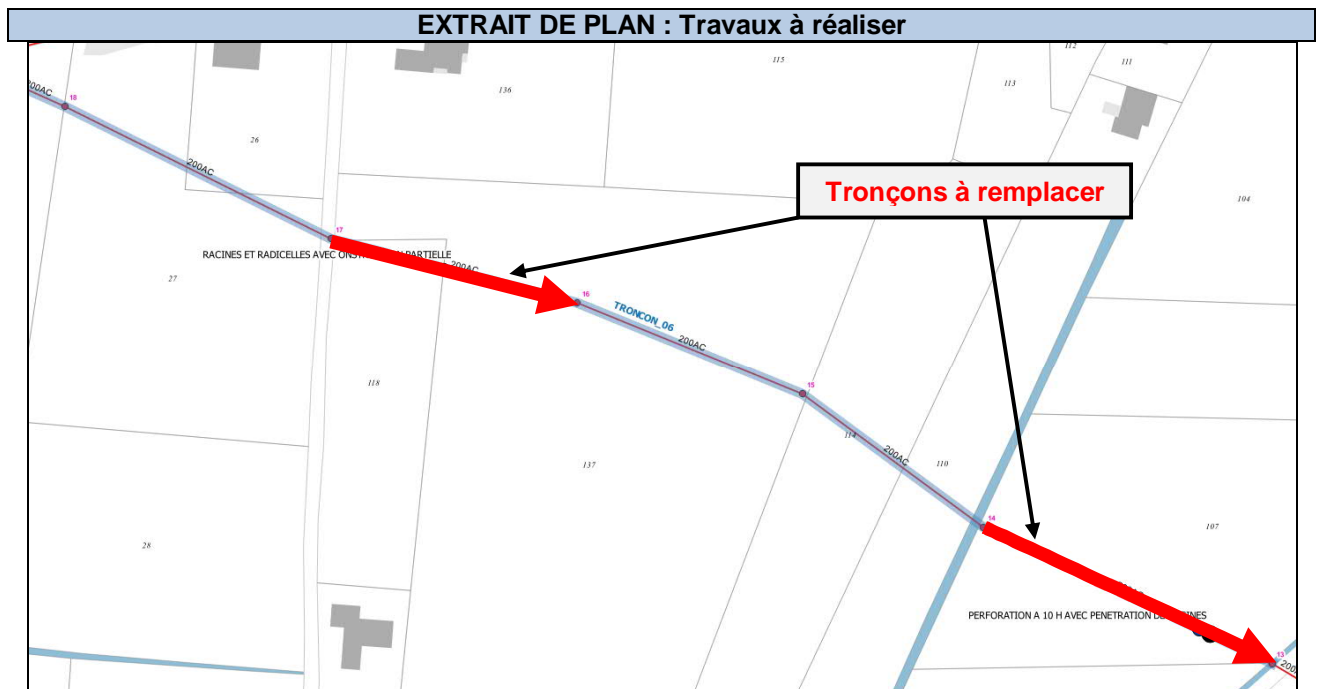 EXTRAIT DE PLAN : Travaux à réaliser
112
115
111
113
136
200AC
18
26
200AC
Tronçons à remplacer
104
17
RACINES ET RADICELLES AVEC PARTIELLE
200AC
27
16
TRONCON_06
200AC
118
15
114
200AC
110
137
14
107
28
PERFORATION A 10 H AVEC PENETRATION
13